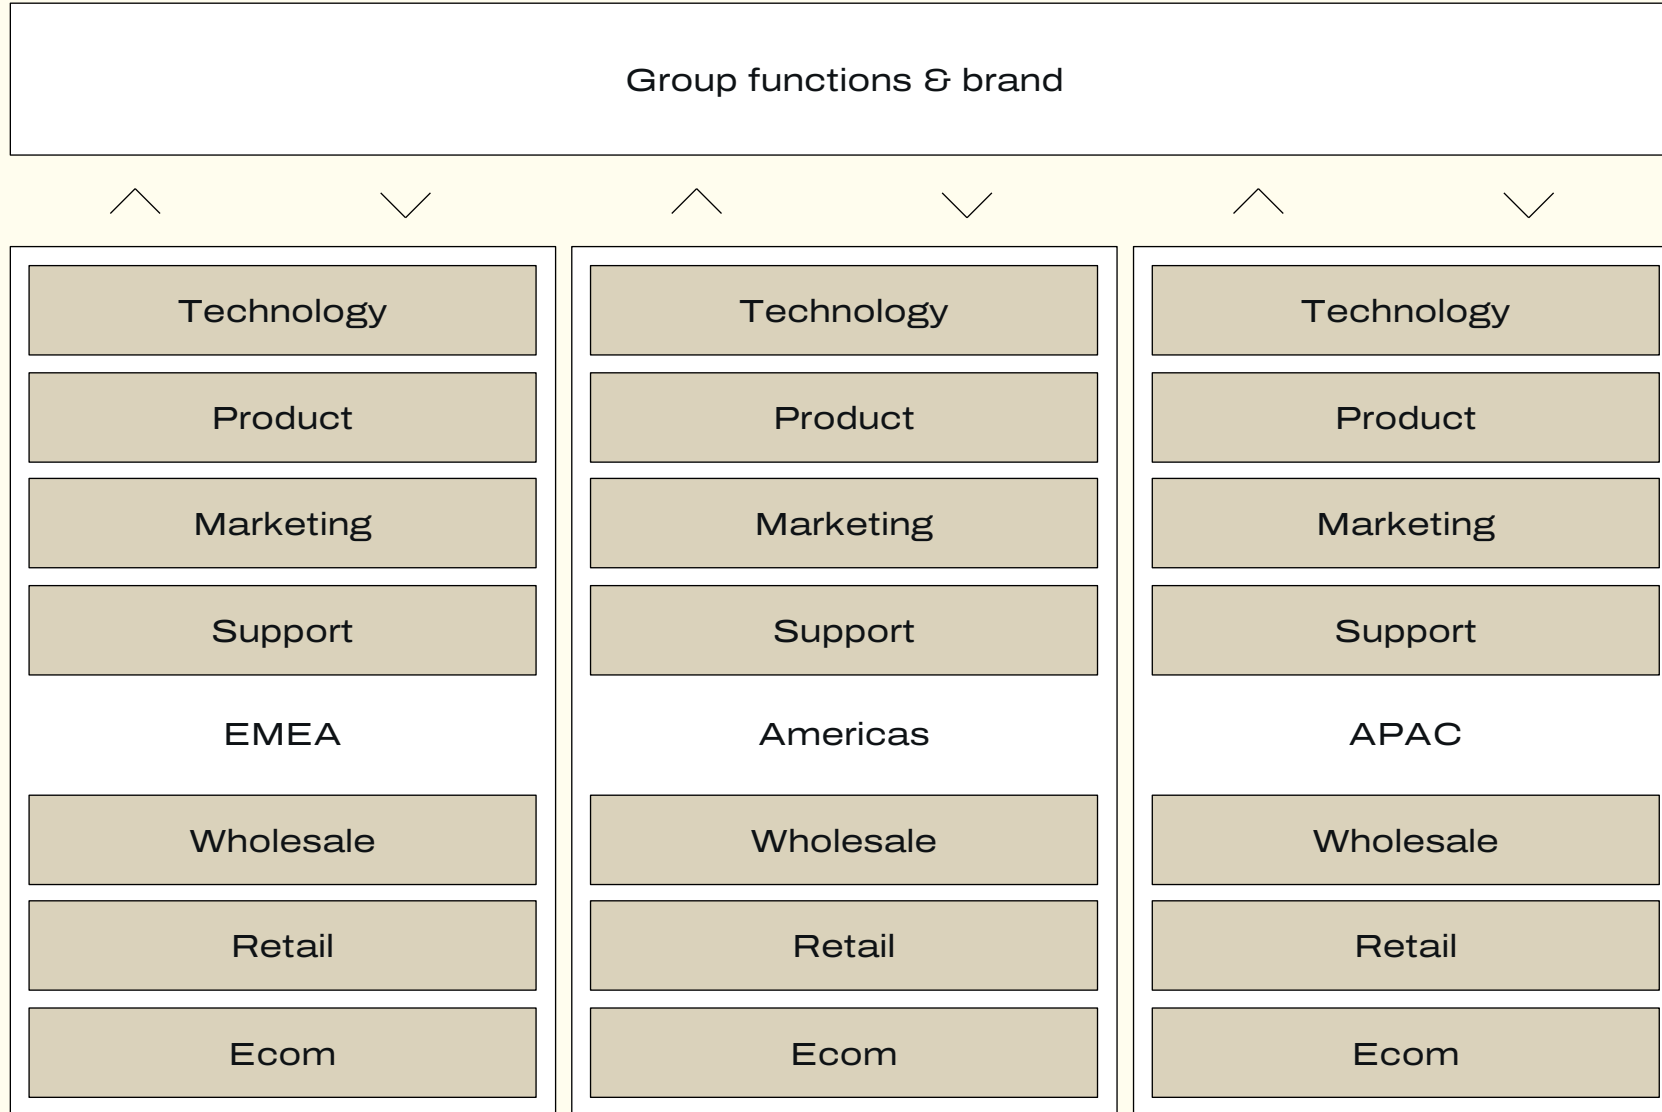 Group functions & brand
Technology
Product
Marketing
Support
EMEA
Wholesale
Retail
Ecom
Technology
Product
Marketing
Support
Americas
Wholesale
Retail
Ecom
Technology
Product
Marketing
Support
APAC
Wholesale
Retail
Ecom